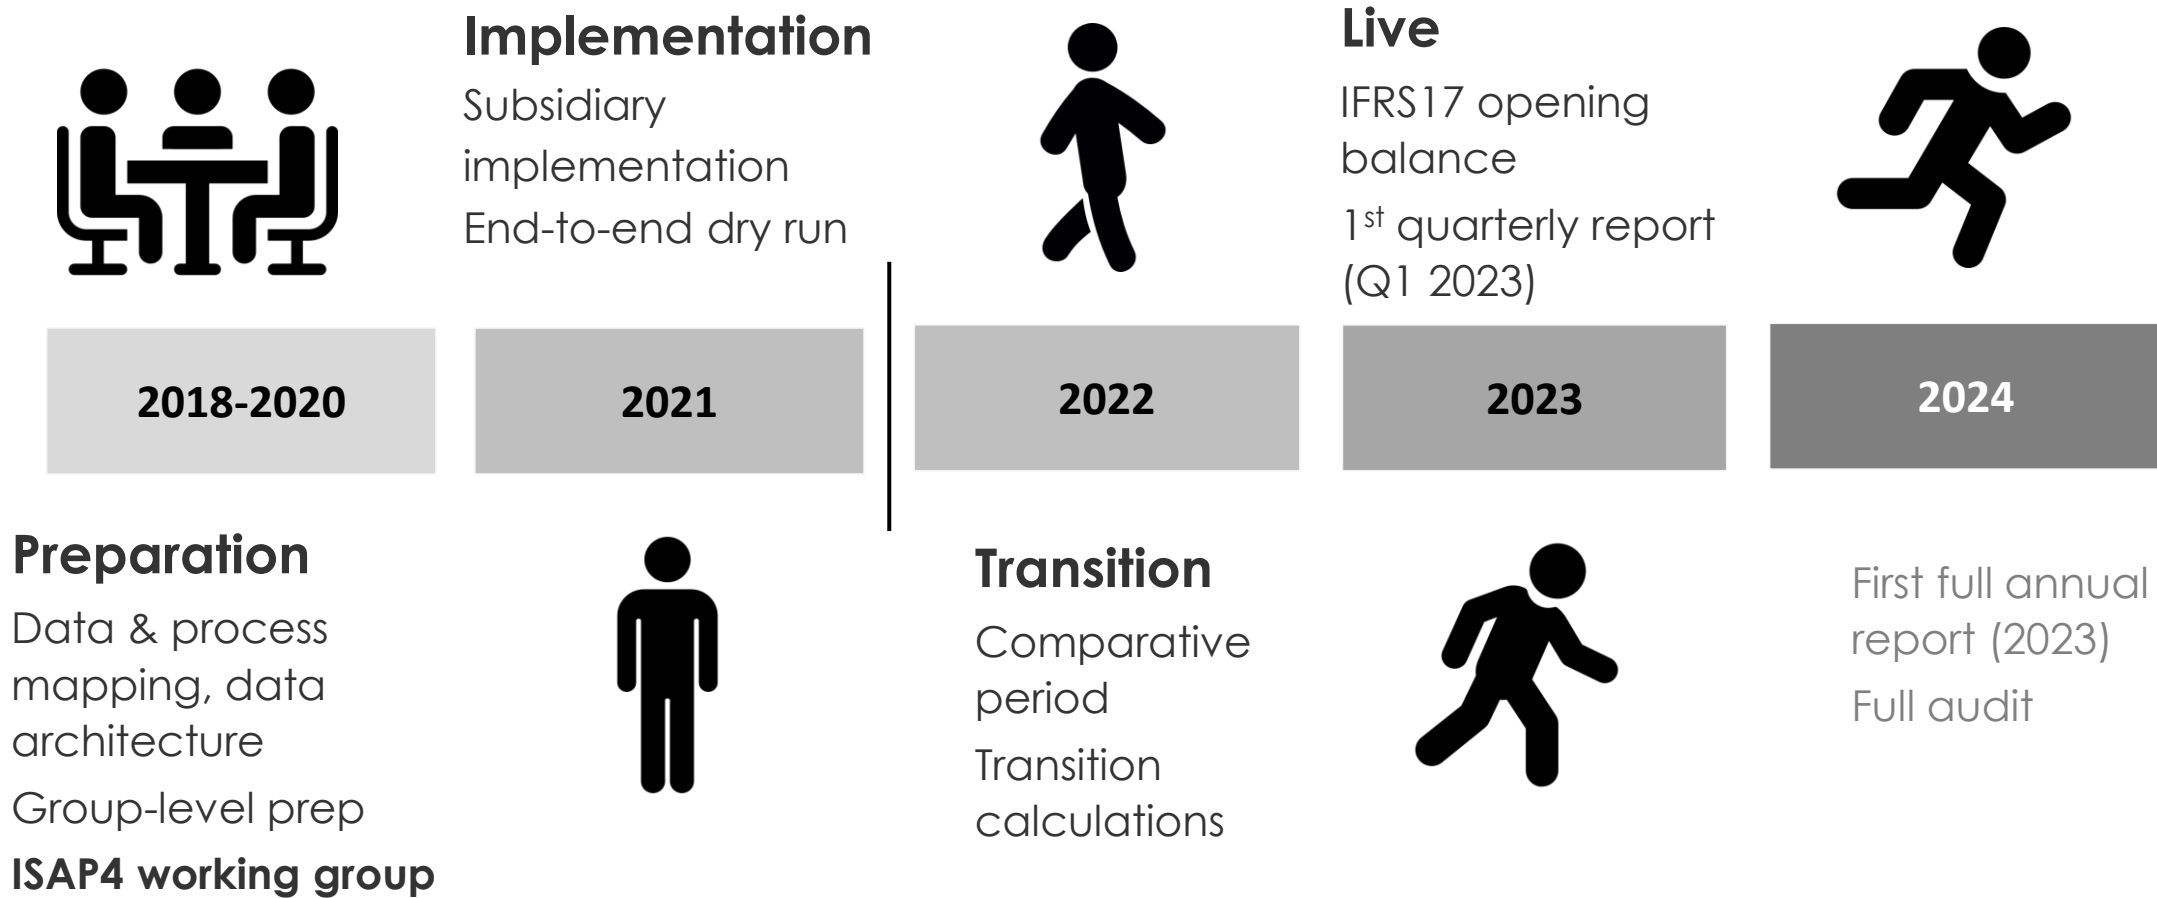 Implementation
Subsidiary
implementation
End-to-end dry run
Live
IFRS17 opening
balance
1st quarterly report
(Q1 2023)
2018-2020
2021
2022
2023
2024
Preparation
Data & process
mapping, data
architecture
Group-level prep
ISAP4 working group
Transition
Comparative
period
Transition
calculations
First full annual
report (2023)
Full audit